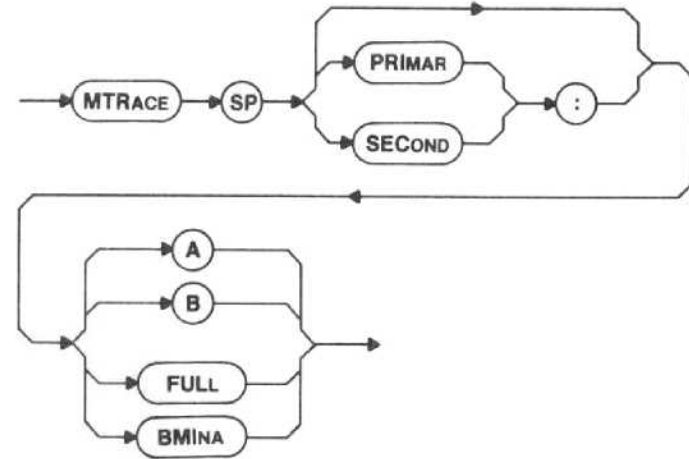 PRIMAR
MTRACE SP :
SECOND
A
B
FULL
BMINA